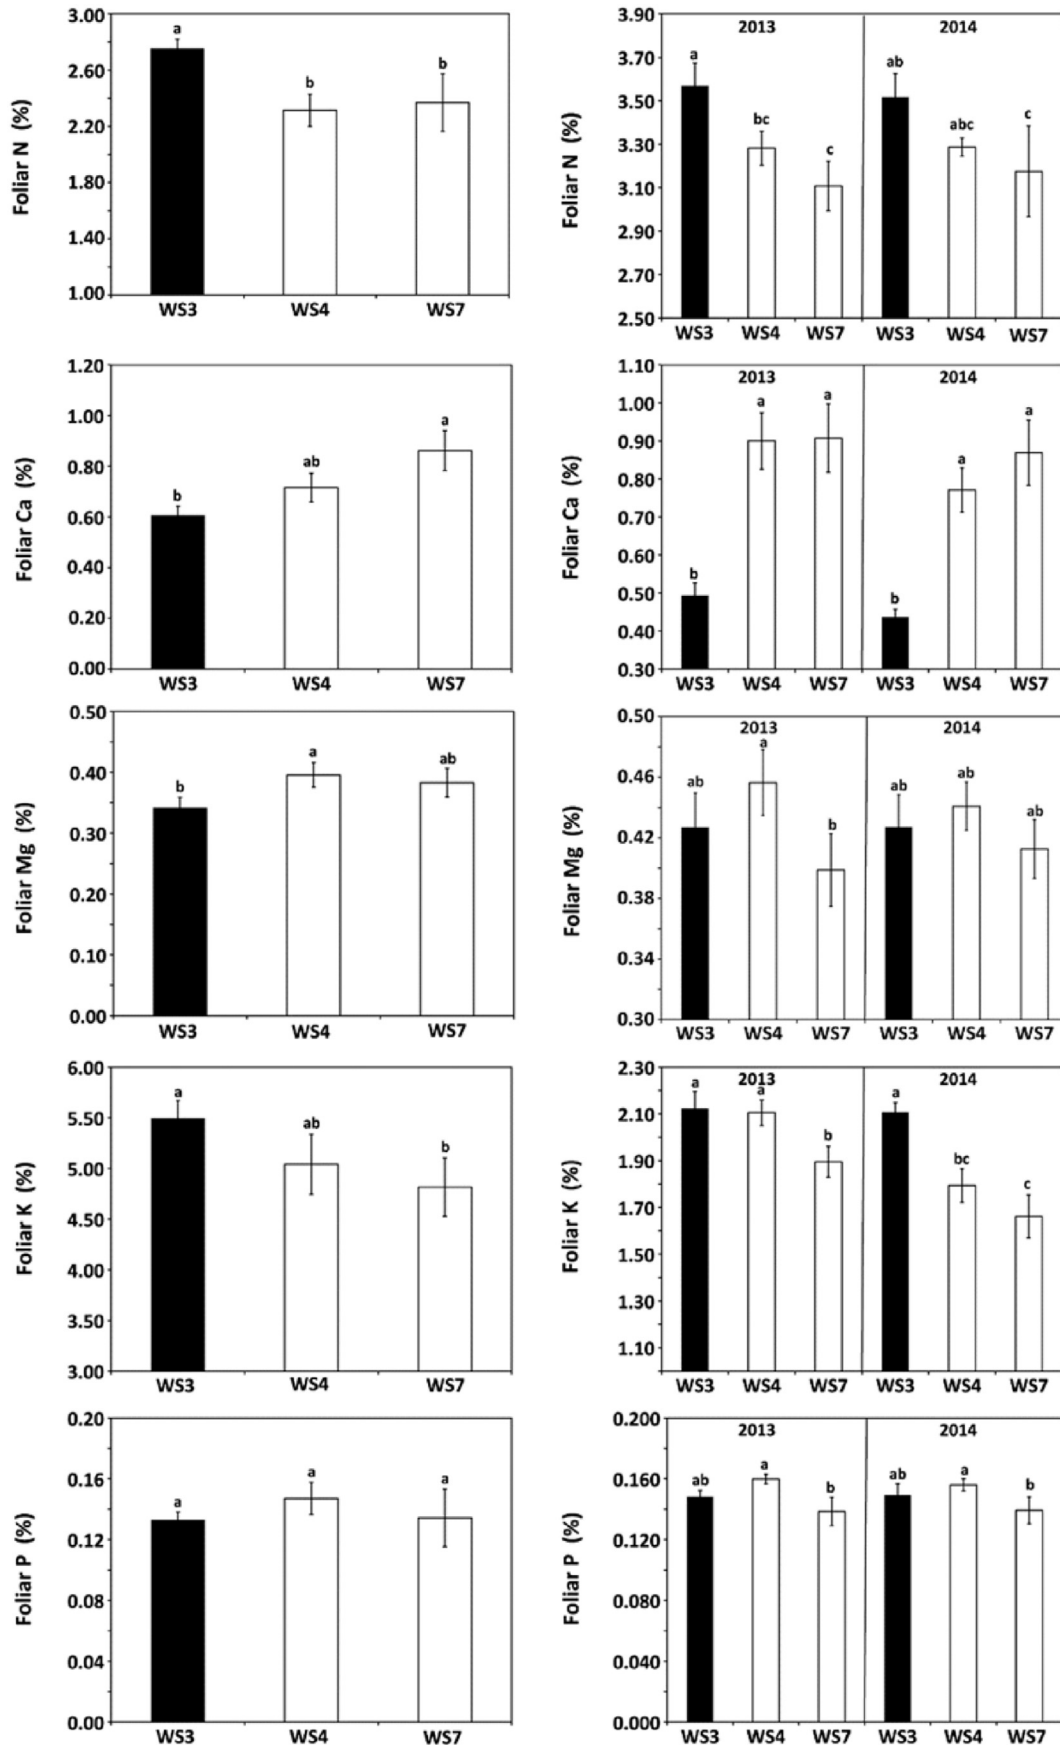 Foliar N (%)
3.00
2.60
2.20
1.80
1.40
1.00
a
b
b
WS3 WS4 WS7
Foliar N (%)
3.90
3.70
3.50
3.30
3.10
2.90
2.70
2.50
2013 2014
a
bc
c
ab
abc
c
WS3 WS4 WS7 WS3 WS4 WS7
Foliar Ca (%)
1.20
1.00
0.80
0.60
0.40
0.20
0.00
b
ab
a
WS3 WS4 WS7
Foliar Ca (%)
1.10
1.00
0.90
0.80
0.70
0.60
0.50
0.40
0.30
2013 2014
b
a
a
b
a
a
WS3 WS4 WS7 WS3 WS4 WS7
Foliar Mg (%)
0.50
0.40
0.30
0.20
0.10
0.00
b
a
ab
WS3 WS4 WS7
Foliar Mg (%)
0.50
0.46
0.42
0.38
0.34
0.30
2013 2014
ab
a
b
ab
ab
ab
WS3 WS4 WS7 WS3 WS4 WS7
Foliar K (%)
6.00
5.50
5.00
4.50
4.00
3.50
3.00
a
ab
b
WS3 WS4 WS7
Foliar K (%)
2.30
2.10
1.90
1.70
1.50
1.30
1.10
2013 2014
a
a
b
a
bc
c
WS3 WS4 WS7 WS3 WS4 WS7
Foliar P (%)
0.20
0.16
0.12
0.08
0.04
0.00
a
a
a
WS3 WS4 WS7
Foliar P (%)
0.200
0.160
0.120
0.080
0.040
0.000
2013 2014
ab
a
b
ab
a
b
WS3 WS4 WS7 WS3 WS4 WS7